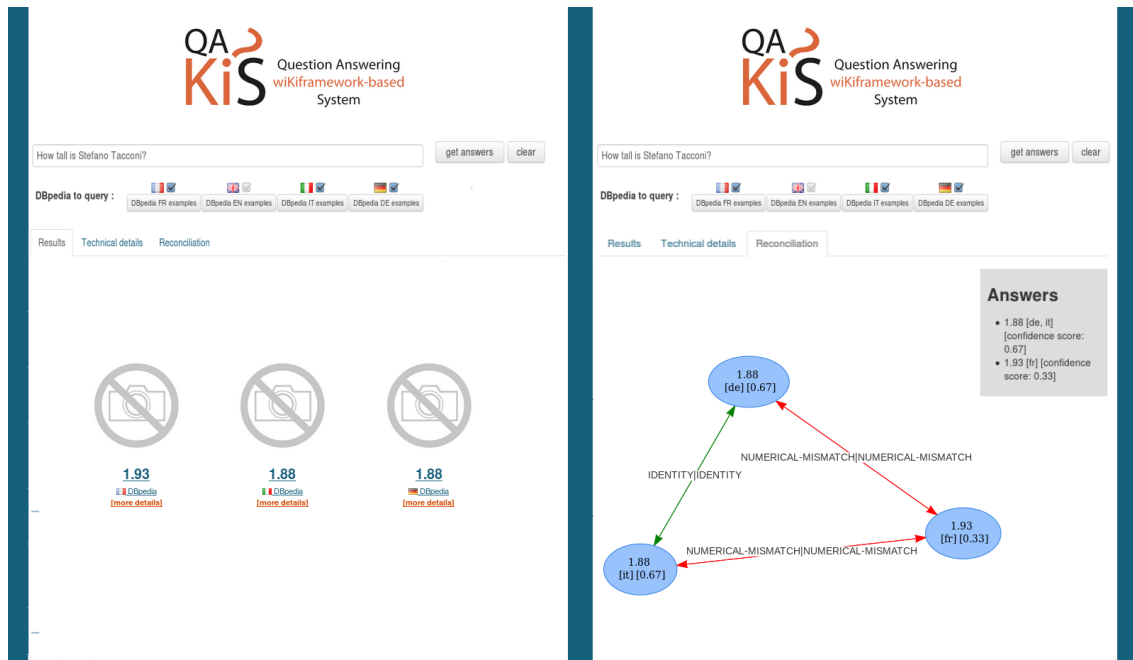 QA
KiS
Question Answering
wiKiframework-based
System
How tall is Stefano Tacconi?
get answers
clear
DBpedia to query :
DBpedia FR examples
DBpedia EN examples
DBpedia IT examples
DBpedia DE examples
Results
Technical details
Reconciliation
1.93
DBpedia
[more details]
1.88
DBpedia
[more details]
1.88
DBpedia
[more details]
QA
KiS
Question Answering
wiKiframework-based
System
How tall is Stefano Tacconi?
get answers
clear
DBpedia to query :
DBpedia FR examples
DBpedia EN examples
DBpedia IT examples
DBpedia DE examples
Results
Technical details
Reconciliation
Answers
• 1.88 [de, it]
[confidence score:
0.67]
• 1.93 [fr] [confidence
score: 0.33]
1.88
[de] [0.67]
NUMERICAL-MISMATCH|NUMERICAL-MISMATCH
IDENTITY|IDENTITY
1.93
[fr] [0.33]
NUMERICAL-MISMATCH|NUMERICAL-MISMATCH
1.88
[it] [0.67]